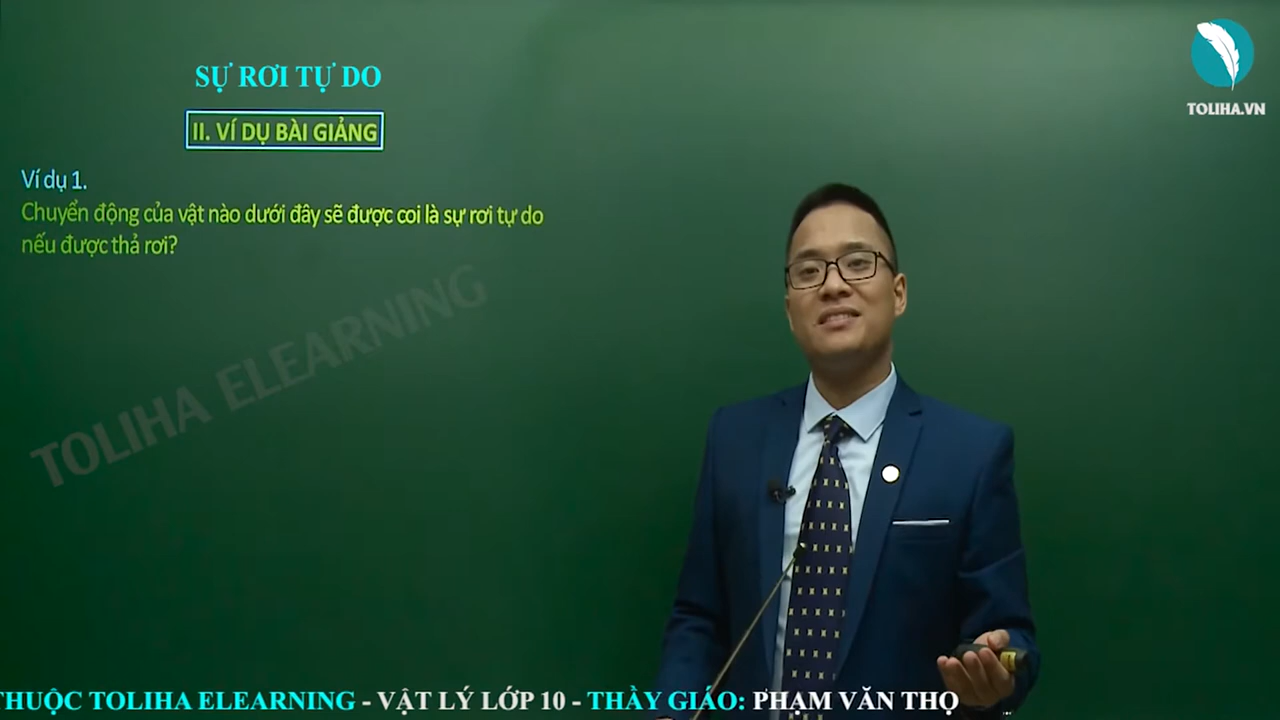 SỰ RƠI TỰ DO
II. VÍ DỤ BÀI GIẢNG
Ví dụ 1.
Chuyển động của vật nào dưới đây sẽ được coi là sự rơi tự do
nếu được thả rơi?
TOLIHA ELEARNING
TOLIHA.VN
THUỘC TOLIHA ELEARNING - VẬT LÝ LỚP 10 - THẦY GIÁO: PHẠM VĂN THỌ